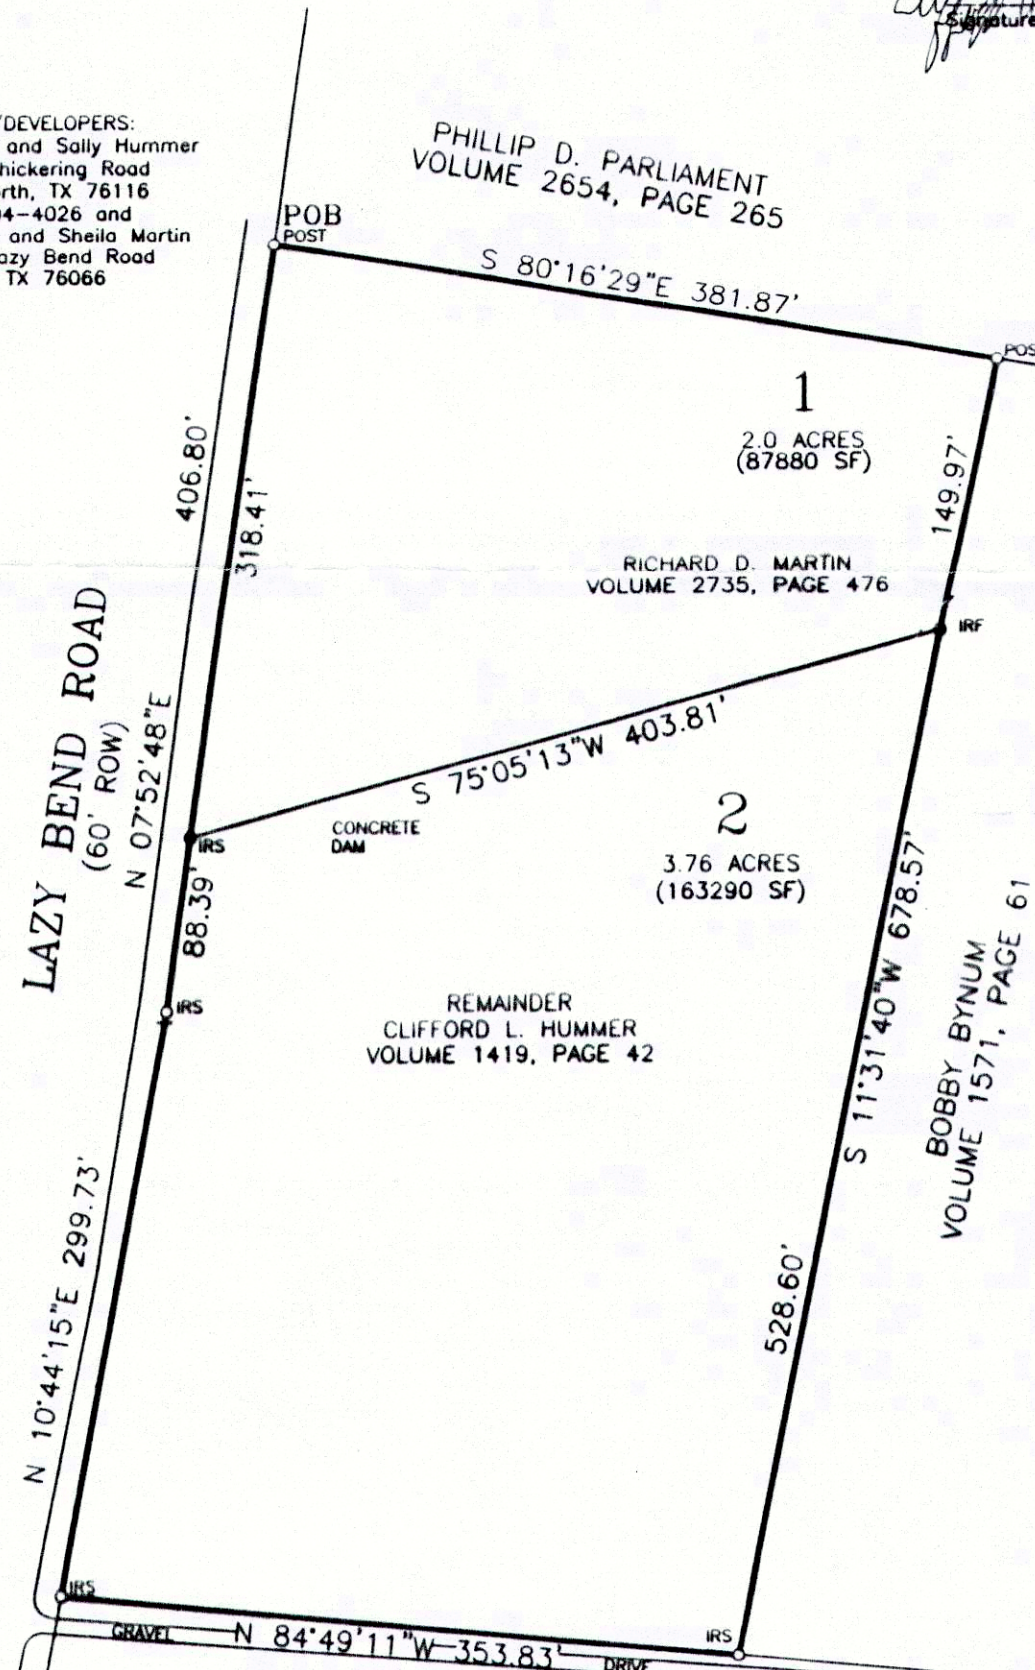 Signature
/DEVELOPERS:
and Sally Hummer
hickering Road
rth, TX 76116
4-4026 and
and Sheila Martin
azy Bend Road
TX 76066
PHILLIP D. PARLIAMENT
VOLUME 2654, PAGE 265
POB
POST
S 80°16'29"E 381.87'
POS
1
2.0 ACRES
(87880 SF)
406.80'
318.41'
149.97'
RICHARD D. MARTIN
VOLUME 2735, PAGE 476
IRF
LAZY BEND ROAD
(60' ROW)
N 07°52'48"E
S 75°05'13"W 403.81'
IRS
CONCRETE
DAM
2
3.76 ACRES
(163290 SF)
88.39'
S 11°31'40"W 678.57'
IRS
REMAINDER
CLIFFORD L. HUMMER
VOLUME 1419, PAGE 42
BOBBY BYNUM
VOLUME 1571, PAGE 61
N 10°44'15"E 299.73'
528.60'
IRS
GRAVEL
N 84°49'11"W 353.83'
DRIVE
IRS